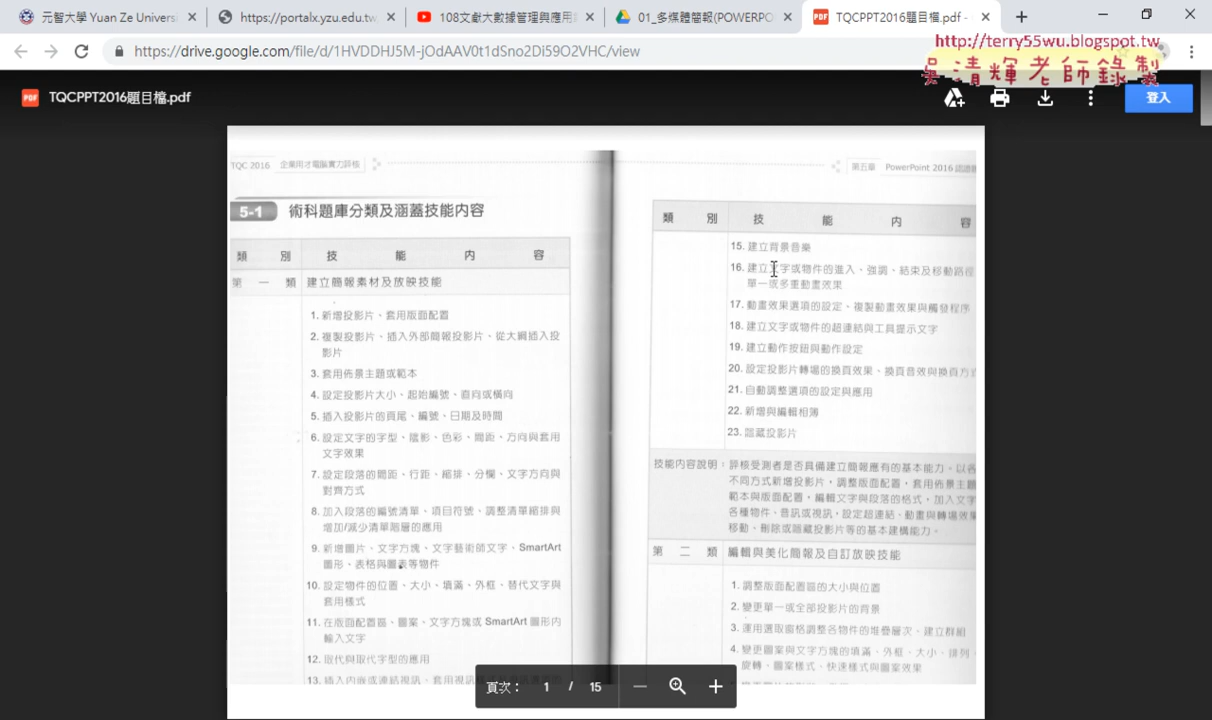 元智大學 Yuan Ze Universi
https://portalx.yzu.edu.tw
108文獻大數據管理與應用
01_多媒體簡報(POWERPO
TQCPPT2016題目檔.pdf -
https://drive.google.com/file/d/1HVDDHJ5M-jOdAAV0t1dSno2Di59O2VHC/view
http://terry55wu.blogspot.tw
吳清輝老師錄製
TQCPPT2016題目檔.pdf
登入
TQC 2016 企業用才電腦實力評核
5-1 術科題庫分類及涵蓋技能內容
類 別 技 能 內 容
第 一 類 建立簡報素材及放映技能
1. 新增投影片、套用版面配置
2. 複製投影片、插入外部簡報投影片、從大綱插入投
影片
3. 套用佈景主題或範本
4. 設定投影片大小、起始編號、直向或橫向
5. 插入投影片的頁尾、編號、日期及時間
6. 設定文字的字型、陰影、色彩、間距、方向與套用
文字效果
7. 設定段落的間距、行距、縮排、分欄、文字方向與
對齊方式
8. 加入段落的編號清單、項目符號、調整清單縮排與
增加/減少清單階層的應用
9. 新增圖片、文字方塊、文字藝術師文字、SmartArt
圖形、表格與圖表等物件
10. 設定物件的位置、大小、填滿、外框、替代文字與
套用樣式
11. 在版面配置區、圖案、文字方塊或 SmartArt 圖形內
輸入文字
12. 取代與取代字型的應用
13. 插入內嵌或連結視訊、套用視訊
第五章 PowerPoint 2016
類 別 技 能 內 容
15. 建立背景音樂
16. 建立文字或物件的進入、強調、結束及移動路徑
單一或多重動畫效果
17. 動畫效果選項的設定、複製動畫效果與觸發程序
18. 建立文字或物件的超連結與工具提示文字
19. 建立動作按鈕與動作設定
20. 設定投影片轉場的換頁效果、換頁音效與換頁方式
21. 自動調整選項的設定與應用
22. 新增與編輯相簿
23. 隱藏投影片
技能內容說明：評核受測者是否具備建立簡報應有的基本能力。以各
不同方式新增投影片，調整版面配置，套用佈景主題
範本與版面配置，編輯文字與段落的格式，加入文字
各種物件、音訊或視訊，設定超連結、動畫與轉場效果
移動、刪除或隱藏投影片等的基本建構能力。
第 二 類 編輯與美化簡報及自訂放映技能
1. 調整版面配置區的大小與位置
2. 變更單一或全部投影片的背景
3. 運用選取窗格調整各物件的堆疊層次、建立群組
4. 變更圖案與文字方塊的填滿、外框、大小、排列、
旋轉、圖案樣式、快速樣式與圖案效果
頁次： 1 / 15